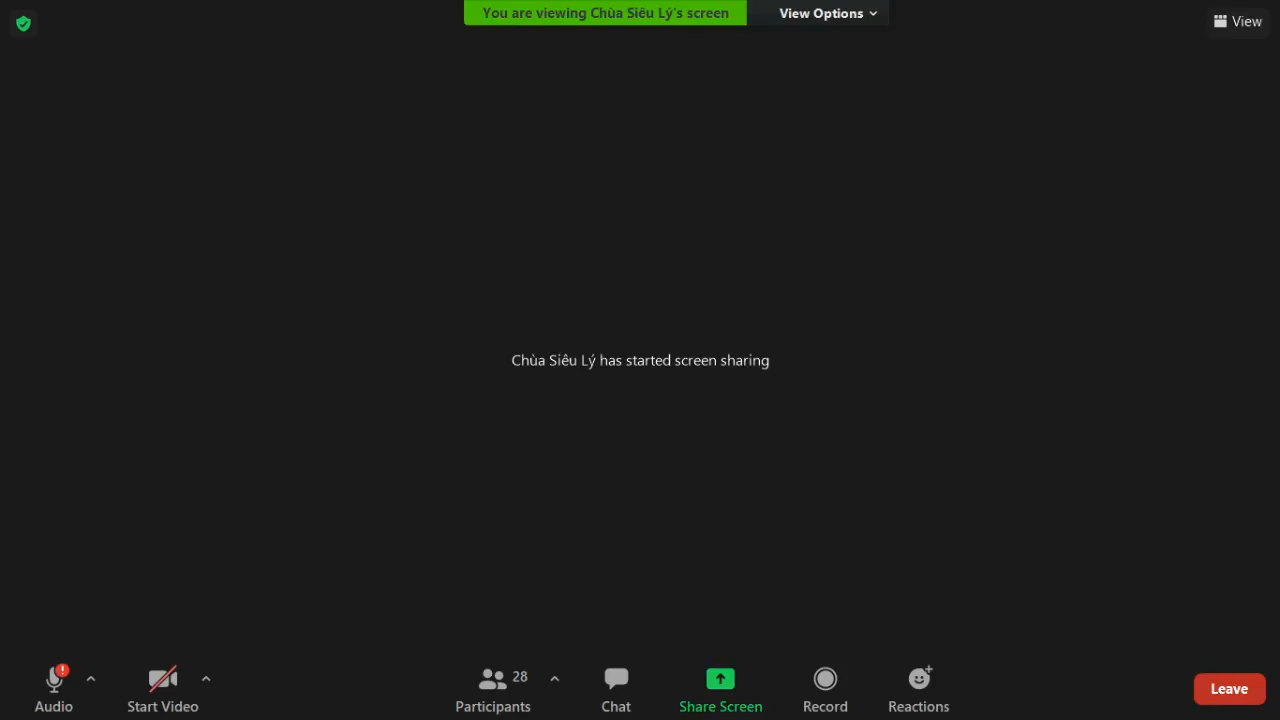 You are viewing Chùa Siêu Lý's screen
View Options
View
Chùa Siêu Lý has started screen sharing
Audio
Start Video
28
Participants
Chat
Share Screen
Record
Reactions
Leave